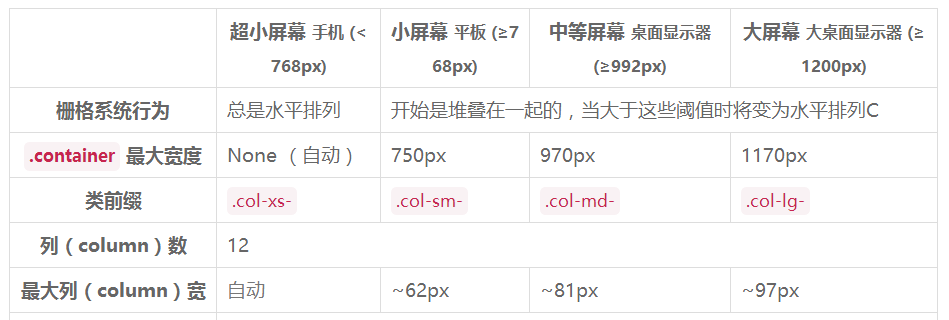 超小屏幕 手机 (<768px)
小屏幕 平板 (≥768px)
中等屏幕 桌面显示器 (≥992px)
大屏幕 大桌面显示器 (≥1200px)
栅格系统行为
总是水平排列
开始是堆叠在一起的，当大于这些阈值时将变为水平排列C
.container 最大宽度
None （自动）
750px
970px
1170px
类前缀
.col-xs-
.col-sm-
.col-md-
.col-lg-
列（column）数
12
最大列（column）宽
自动
~62px
~81px
~97px